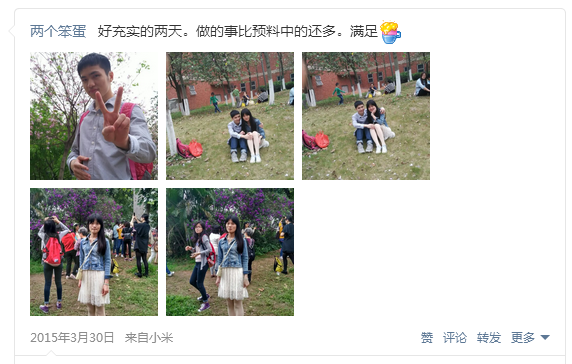 两个笨蛋 好充实的两天。做的事比预料中的还多。满足
2015年3月30日 来自小米 赞 评论 转发 更多